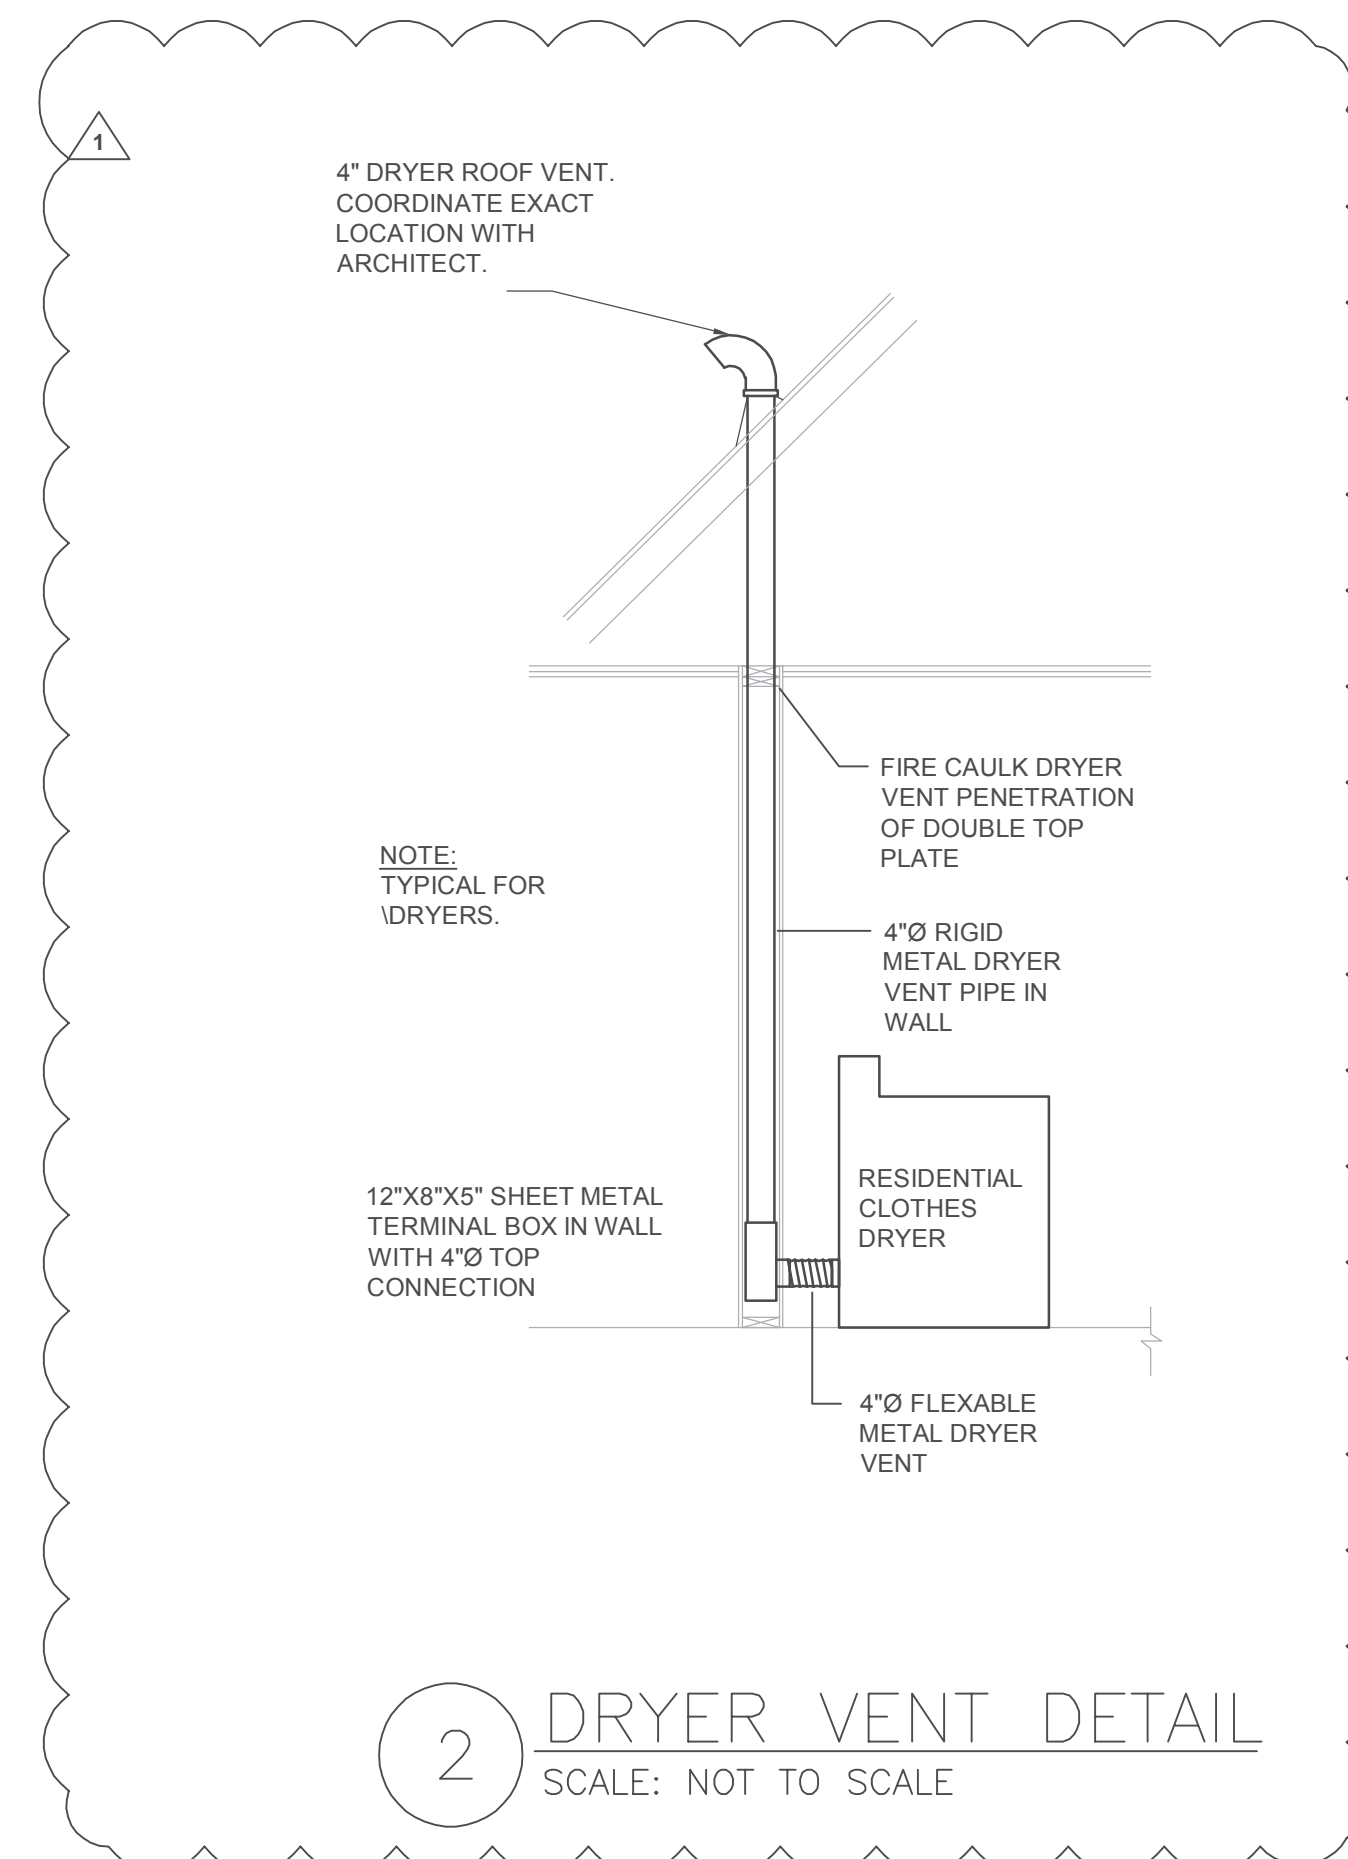 1
4" DRYER ROOF VENT.
COORDINATE EXACT
LOCATION WITH
ARCHITECT.
FIRE CAULK DRYER
VENT PENETRATION
OF DOUBLE TOP
PLATE
NOTE:
TYPICAL FOR
\DRYERS.
4"Ø RIGID
METAL DRYER
VENT PIPE IN
WALL
12"X8"X5" SHEET METAL
TERMINAL BOX IN WALL
WITH 4"Ø TOP
CONNECTION
RESIDENTIAL
CLOTHES
DRYER
4"Ø FLEXABLE
METAL DRYER
VENT
2
DRYER VENT DETAIL
SCALE: NOT TO SCALE